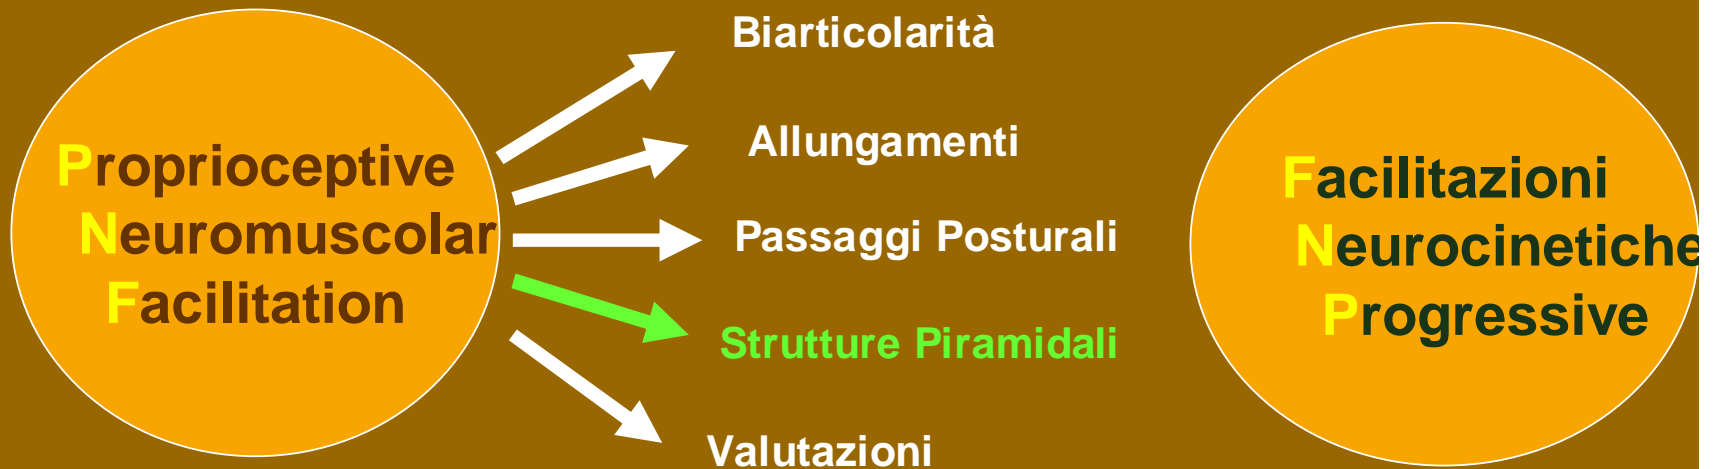 Proprioceptive
Neuromuscolar
Facilitation
Biarticolarità
Allungamenti
Passaggi Posturali
Strutture Piramidali
Valutazioni
Facilitazioni
Neurocinetiche
Progressive